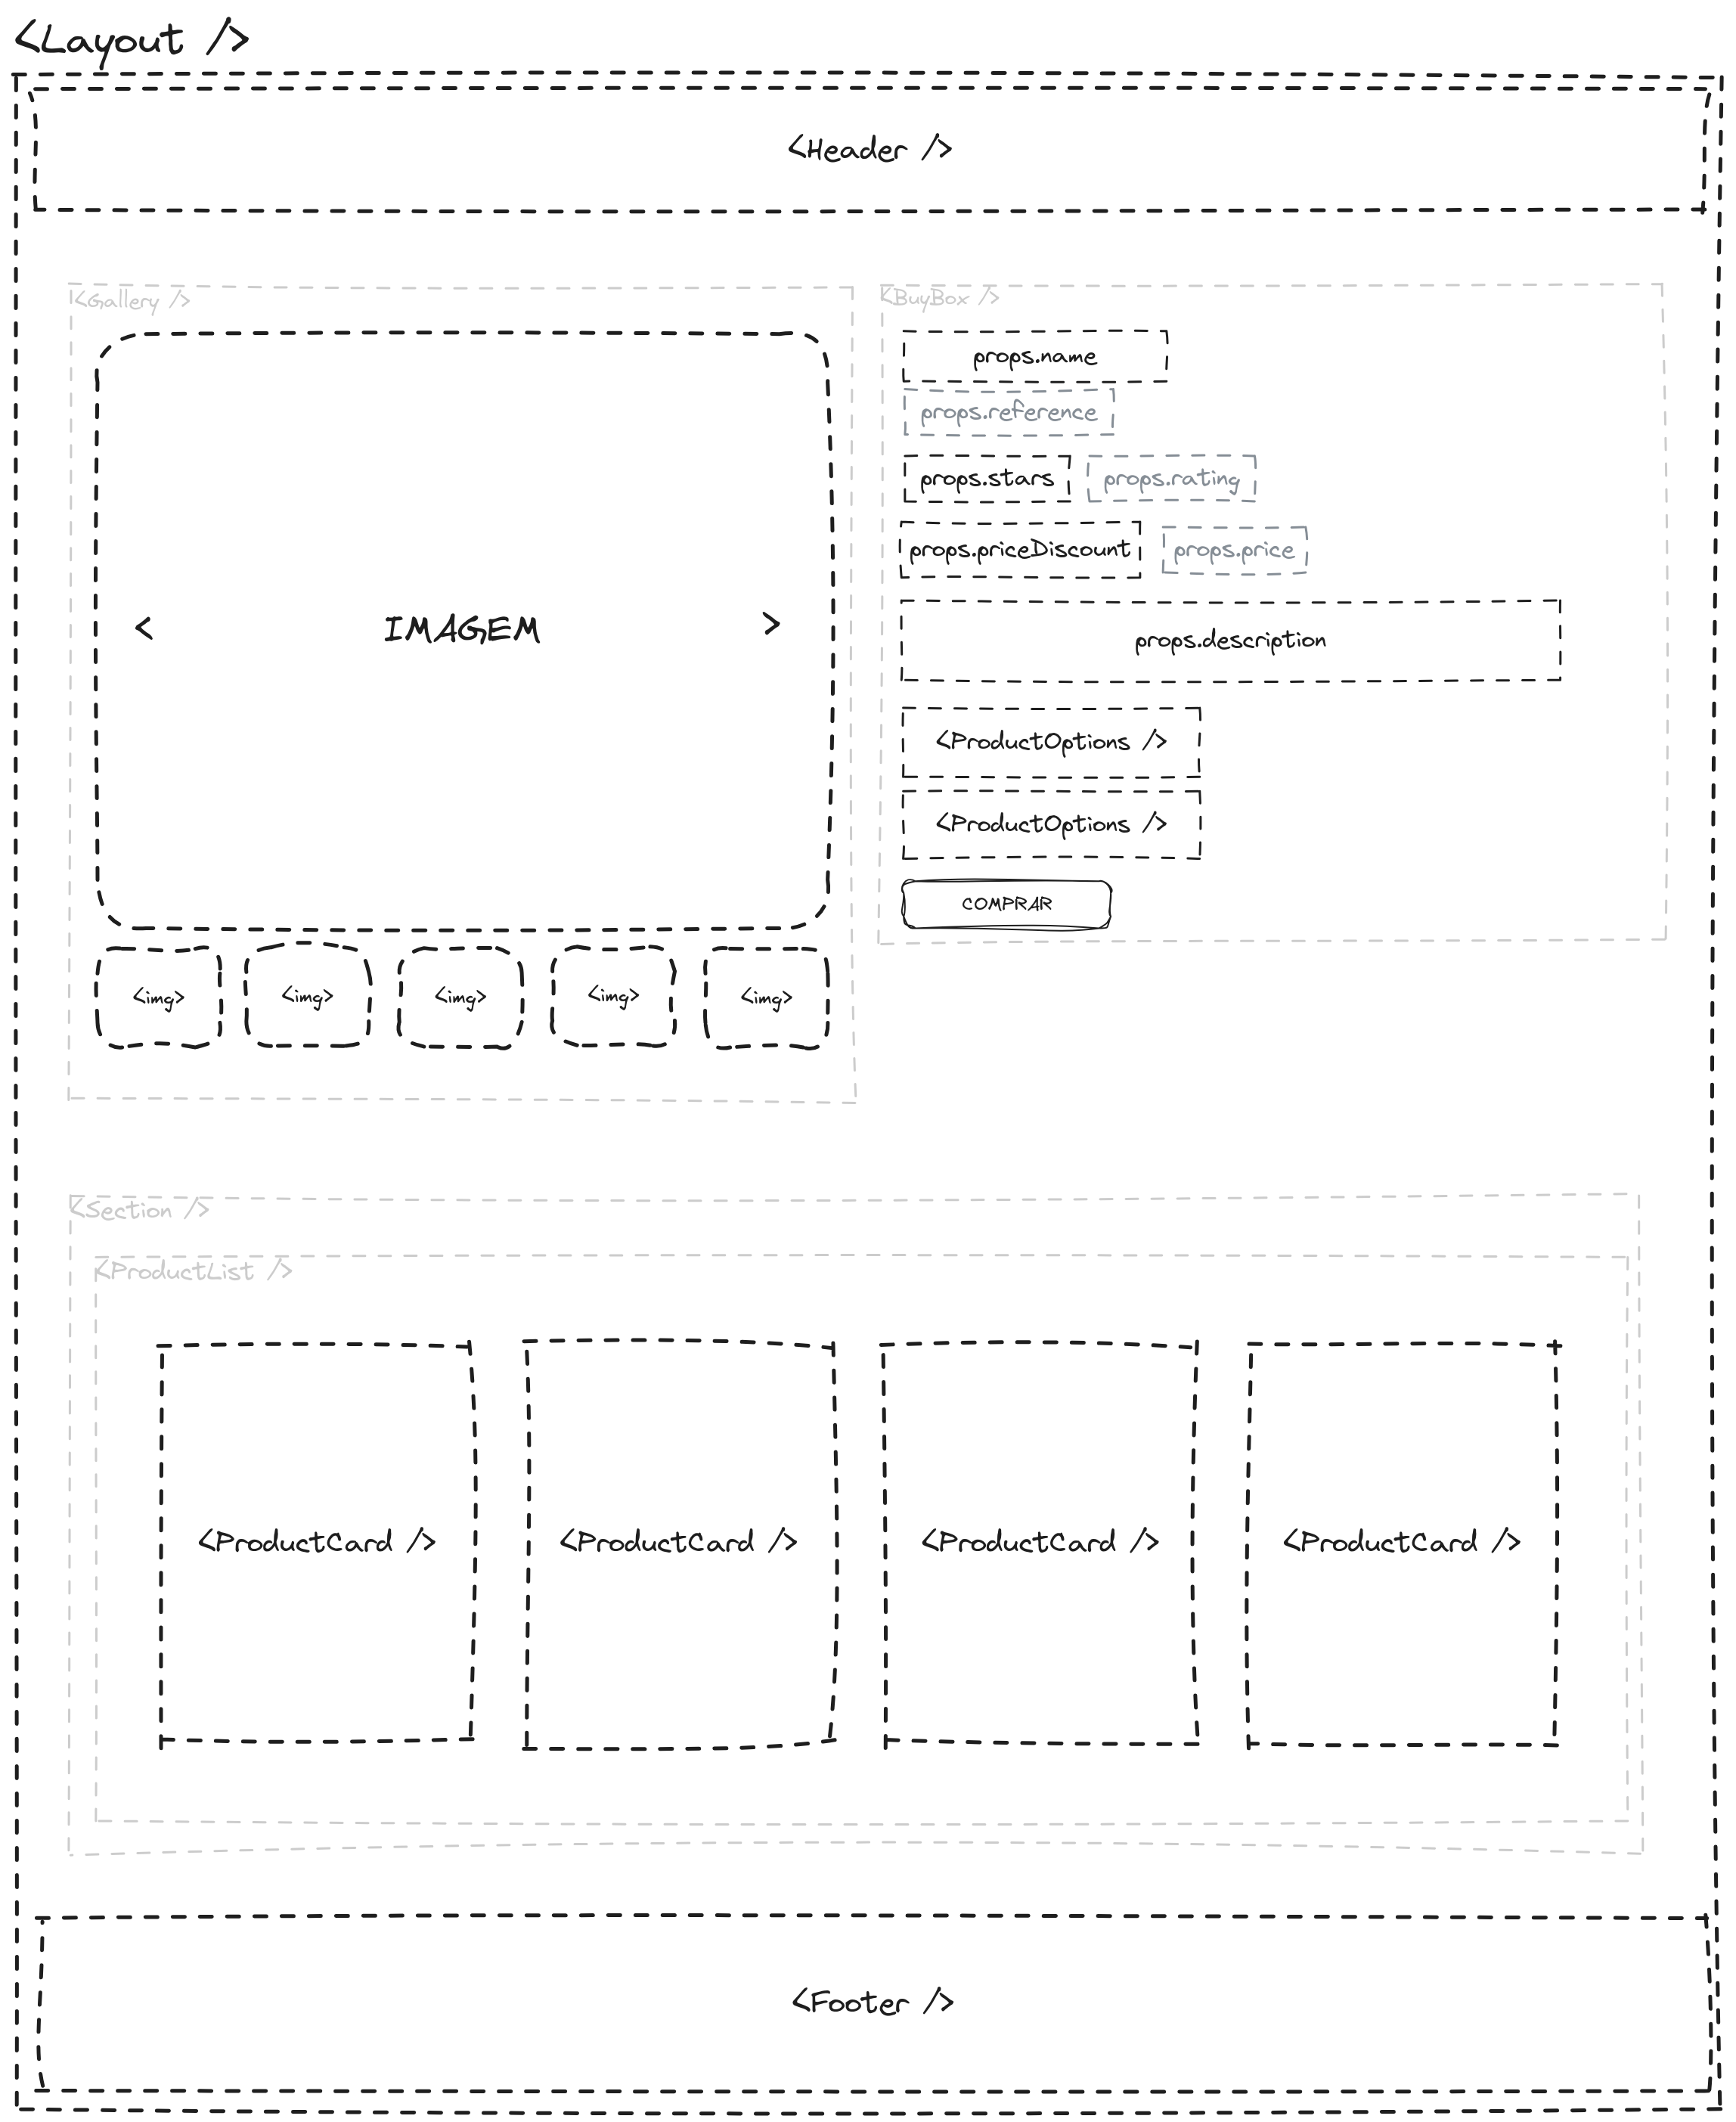 <Layout />
<Header />
<Gallery />
<
IMAGEM
>
<img>
<img>
<img>
<img>
<img>
<BuyBox />
props.name
props.reference
props.stars
props.rating
props.priceDiscount
props.price
props.description
<ProductOptions />
<ProductOptions />
COMPRAR
<Section />
<ProductList />
<ProductCard />
<ProductCard />
<ProductCard />
<ProductCard />
<Footer />